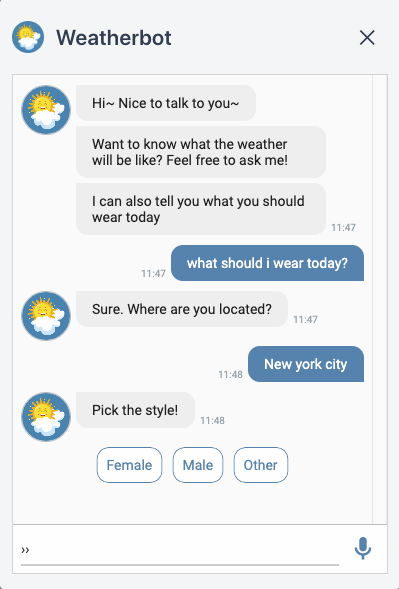 Weatherbot
Hi~ Nice to talk to you~
Want to know what the weather
will be like? Feel free to ask me!
I can also tell you what you should
wear today
11:47
what should i wear today?
11:47
Sure. Where are you located?
11:47
New york city
11:48
Pick the style!
11:48
Female Male Other
››